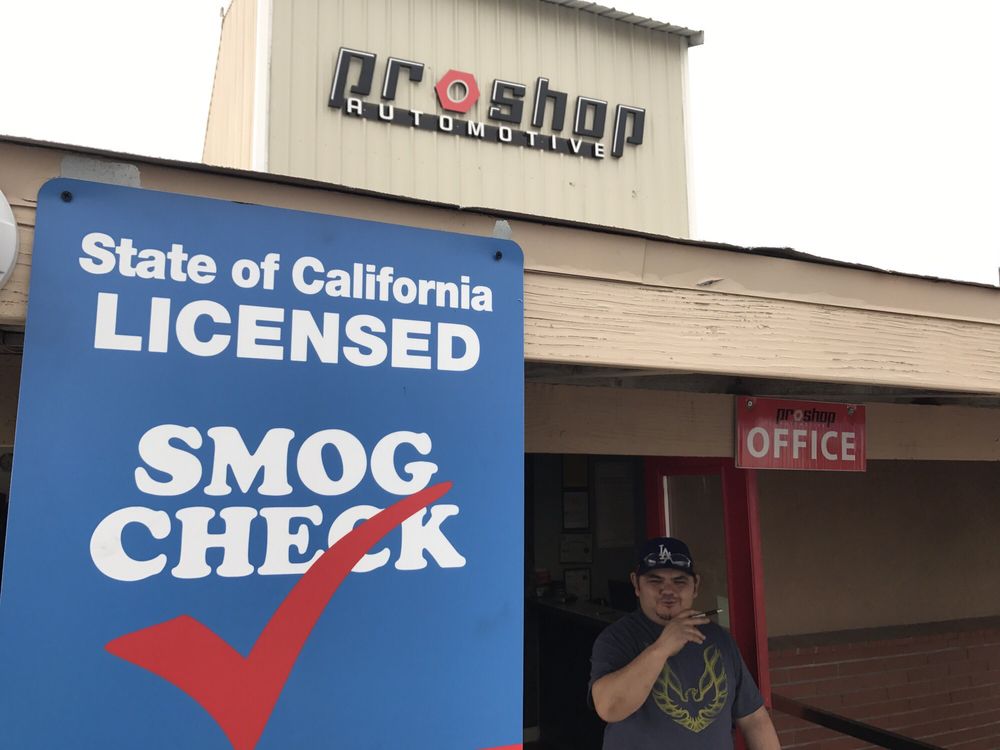 proshop
AUTOMOTIVE
State of California
LICENSED
SMOG
CHECK
proshop
OFFICE
LA